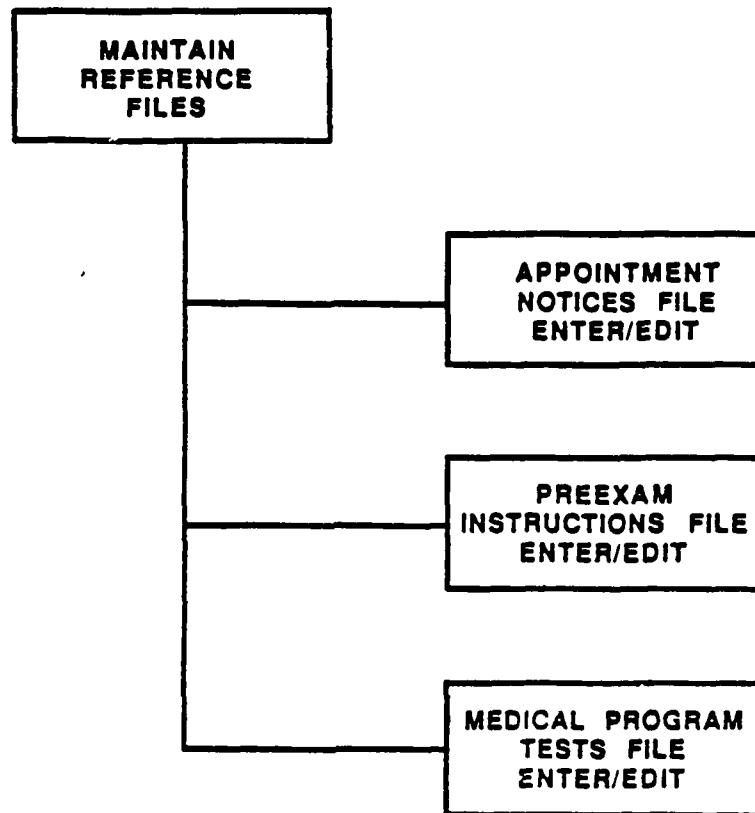 MAINTAIN
REFERENCE
FILES
APPOINTMENT
NOTICES FILE
ENTER/EDIT
PREEXAM
INSTRUCTIONS FILE
ENTER/EDIT
MEDICAL PROGRAM
TESTS FILE
ENTER/EDIT